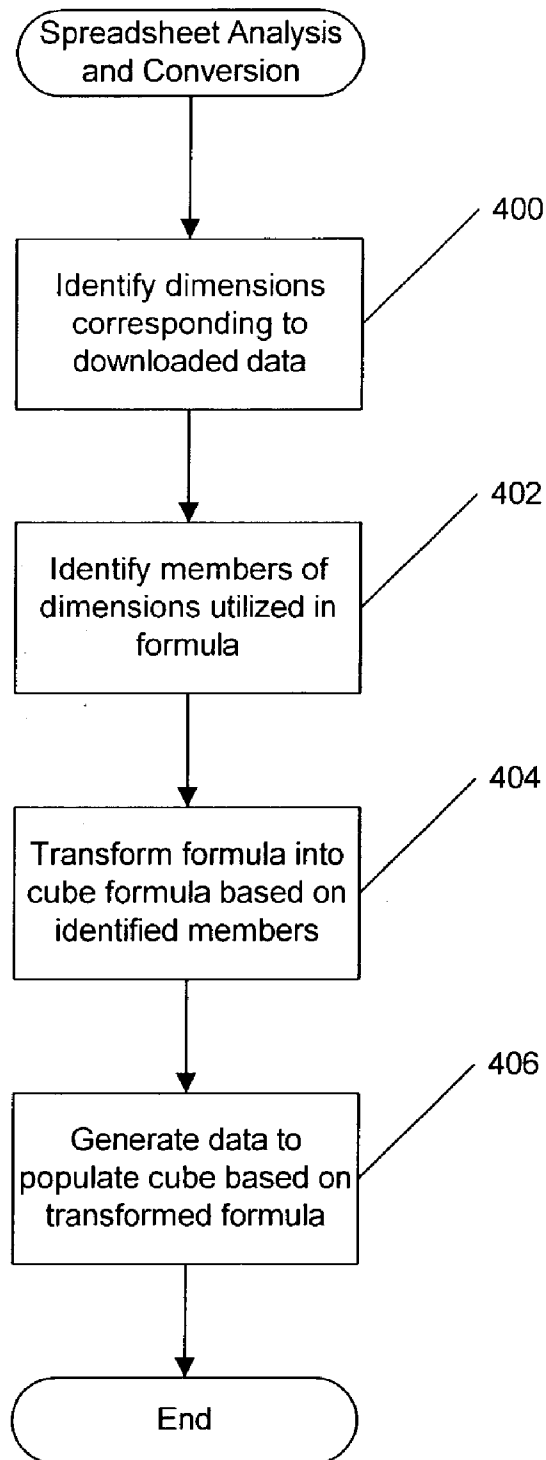 Spreadsheet Analysis
and Conversion
400
Identify dimensions
corresponding to
downloaded data
402
Identify members of
dimensions utilized in
formula
404
Transform formula into
cube formula based on
identified members
406
Generate data to
populate cube based on
transformed formula
End